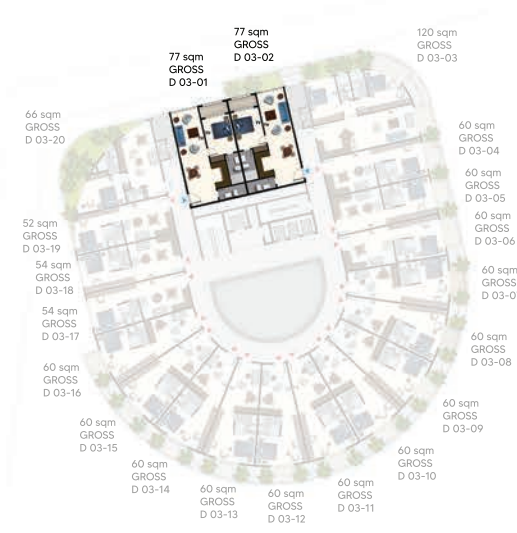 77 sqm
GROSS
D 03-02
77 sqm
GROSS
D 03-01
120 sqm
GROSS
D 03-03
66 sqm
GROSS
D 03-20
60 sqm
GROSS
D 03-04
60 sqm
GROSS
D 03-05
60 sqm
GROSS
D 03-06
52 sqm
GROSS
D 03-19
54 sqm
GROSS
D 03-18
60 sqm
GROSS
D 03-0
54 sqm
GROSS
D 03-17
60 sqm
GROSS
D 03-08
60 sqm
GROSS
D 03-16
60 sqm
GROSS
D 03-09
60 sqm
GROSS
D 03-15
60 sqm
GROSS
D 03-10
60 sqm
GROSS
D 03-14
60 sqm
GROSS
D 03-11
60 sqm
GROSS
D 03-13
60 sqm
GROSS
D 03-12